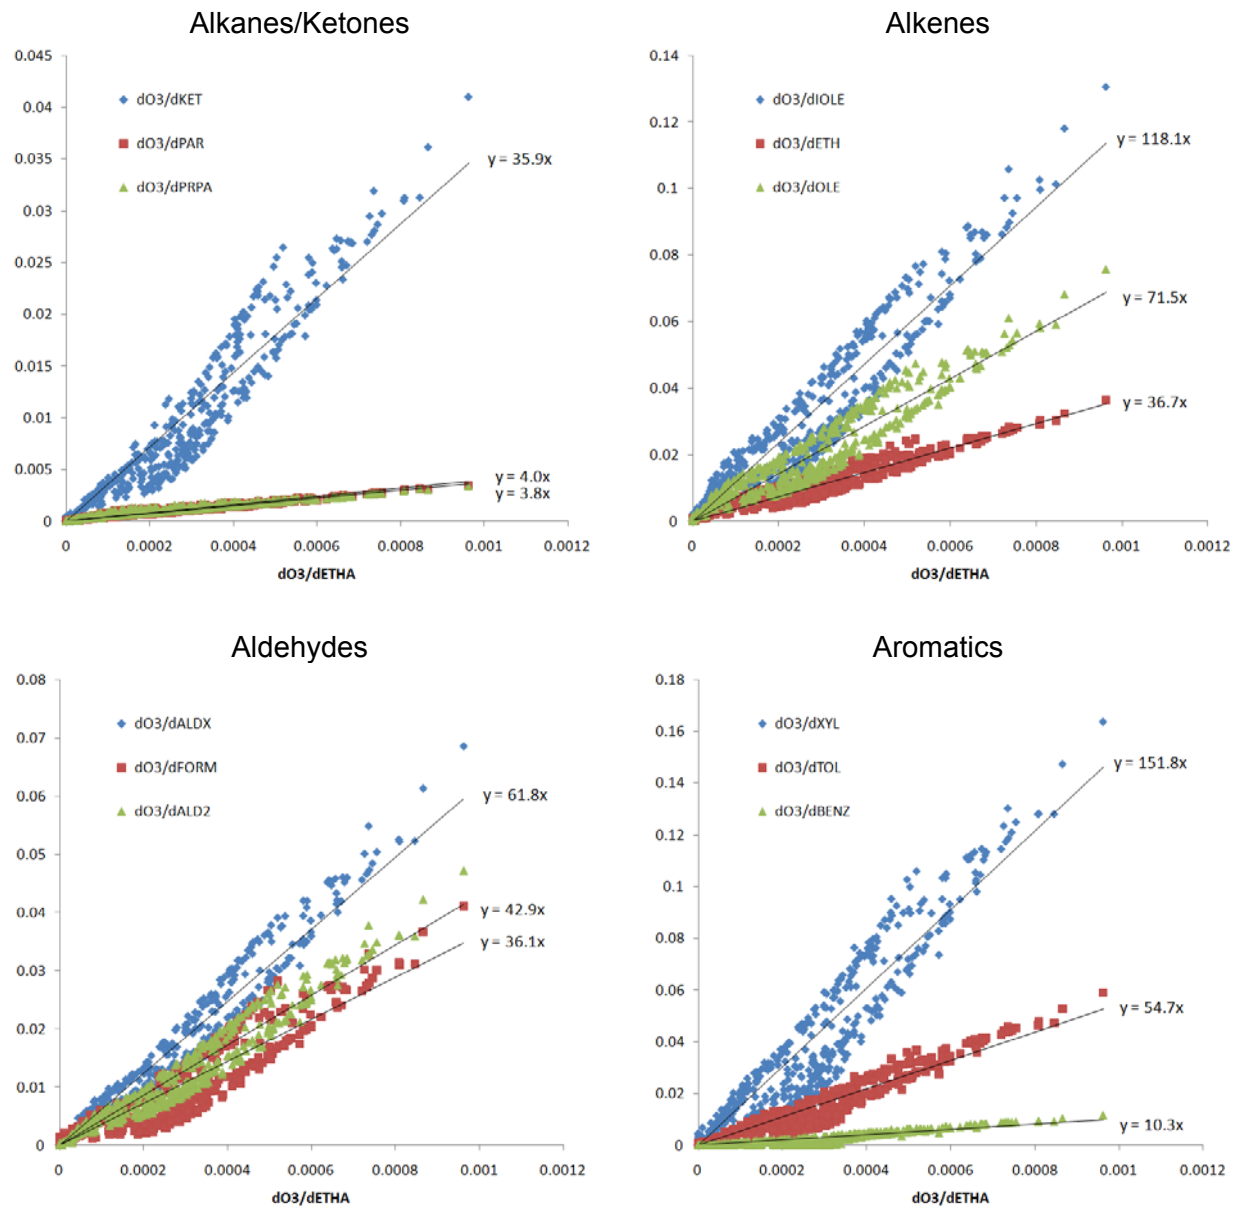 Alkanes/Ketones
0.045
0.04
0.035
0.03
0.025
0.02
0.015
0.01
0.005
0
dO3/dKET
dO3/dPAR
dO3/dPRPA
y = 35.9x
y = 4.0x
y = 3.8x
0 0.0002 0.0004 0.0006 0.0008 0.001 0.0012
dO3/dETHA
Alkenes
0.14
0.12
0.1
0.08
0.06
0.04
0.02
0
dO3/dIOLE
dO3/dETH
dO3/dOLE
y = 118.1x
y = 71.5x
y = 36.7x
0 0.0002 0.0004 0.0006 0.0008 0.001 0.0012
dO3/dETHA
Aldehydes
0.08
0.07
0.06
0.05
0.04
0.03
0.02
0.01
0
dO3/dALDX
dO3/dFORM
dO3/dALD2
y = 61.8x
y = 42.9x
y = 36.1x
0 0.0002 0.0004 0.0006 0.0008 0.001 0.0012
dO3/dETHA
Aromatics
0.18
0.16
0.14
0.12
0.1
0.08
0.06
0.04
0.02
0
dO3/dXYL
dO3/dTOL
dO3/dBENZ
y = 151.8x
y = 54.7x
y = 10.3x
0 0.0002 0.0004 0.0006 0.0008 0.001 0.0012
dO3/dETHA